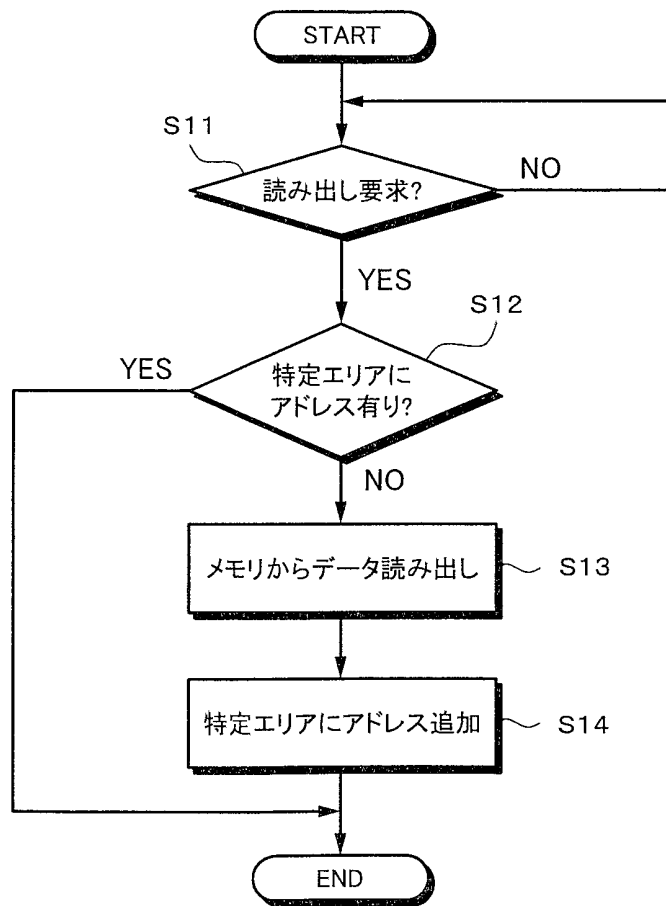 START
S11
読み出し要求?
NO
YES
S12
YES
特定エリアに
アドレス有り?
NO
メモリからデータ読み出し
S13
特定エリアにアドレス追加
S14
END